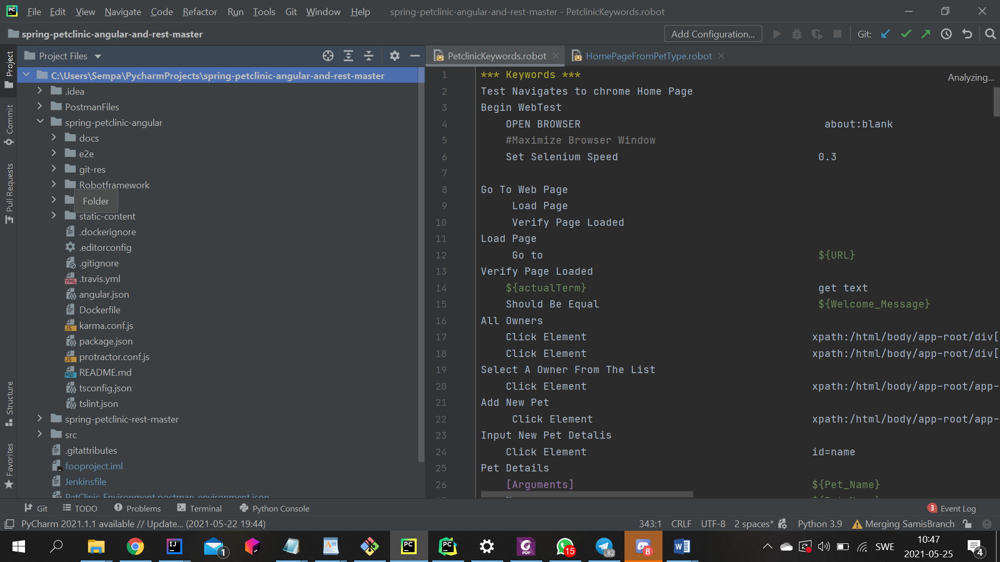 File Edit View Navigate Code Refactor Run Tools Git Window Help spring-petclinic-angular-and-rest-master - PetclinicKeywords.robot
spring-petclinic-angular-and-rest-master Add Configuration... Git:
Project Files
PetclinicKeywords.robot HomePageFromPetType.robot
Project
Commit
Pull Requests
Structure
Favorites
C:\Users\Sempa\PycharmProjects\spring-petclinic-angular-and-rest-master
.idea
PostmanFiles
spring-petclinic-angular
docs
e2e
git-res
Robotframework
Folder
static-content
.dockerignore
.editorconfig
.gitignore
.travis.yml
angular.json
Dockerfile
karma.conf.js
package.json
protractor.conf.js
README.md
tsconfig.json
tslint.json
spring-petclinic-rest-master
src
.gitattributes
fooproject.iml
Jenkinsfile
PetClinic Environment.postman_environment.json
Analyzing...
1 *** Keywords ***
2 Test Navigates to chrome Home Page
3 Begin WebTest
4 OPEN BROWSER about:blank
5 #Maximize Browser Window
6 Set Selenium Speed 0.3
7
8 Go To Web Page
9 Load Page
10 Verify Page Loaded
11 Load Page
12 Go to ${URL}
13 Verify Page Loaded
14 ${actualTerm} get text
15 Should Be Equal ${Welcome_Message}
16 All Owners
17 Click Element xpath:/html/body/app-root/div[
18 Click Element xpath:/html/body/app-root/div[
19 Select A Owner From The List
20 Click Element xpath:/html/body/app-root/app-
21 Add New Pet
22 Click Element xpath:/html/body/app-root/app-
23 Input New Pet Detalis
24 Click Element id=name
25 Pet Details
26 [Arguments] ${Pet_Name}
Git TODO Problems Terminal Python Console 3 Event Log
PyCharm 2021.1.1 available // Update... (2021-05-22 19:44) 343:1 CRLF UTF-8 2 spaces* Python 3.9 Merging SamisBranch
1 15 ..82 8 SWE 10:47
2021-05-25 4